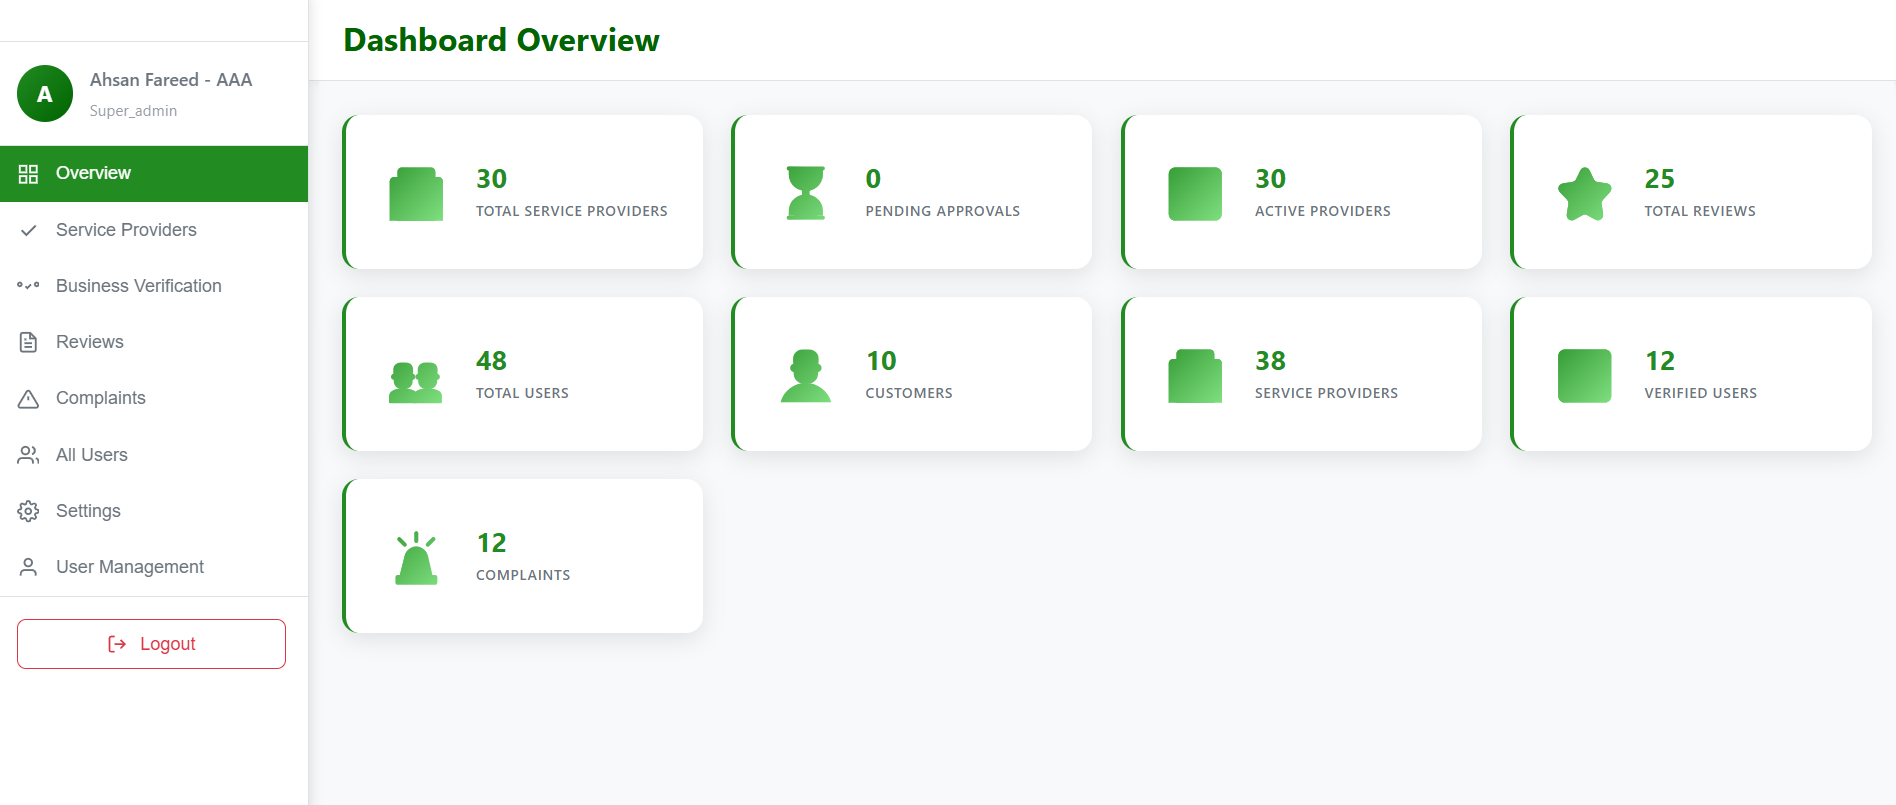 Dashboard Overview
A
Ahsan Fareed - AAA
Super_admin
Overview
Service Providers
Business Verification
Reviews
Complaints
All Users
Settings
User Management
Logout
30
TOTAL SERVICE PROVIDERS
0
PENDING APPROVALS
30
ACTIVE PROVIDERS
25
TOTAL REVIEWS
48
TOTAL USERS
10
CUSTOMERS
38
SERVICE PROVIDERS
12
VERIFIED USERS
12
COMPLAINTS